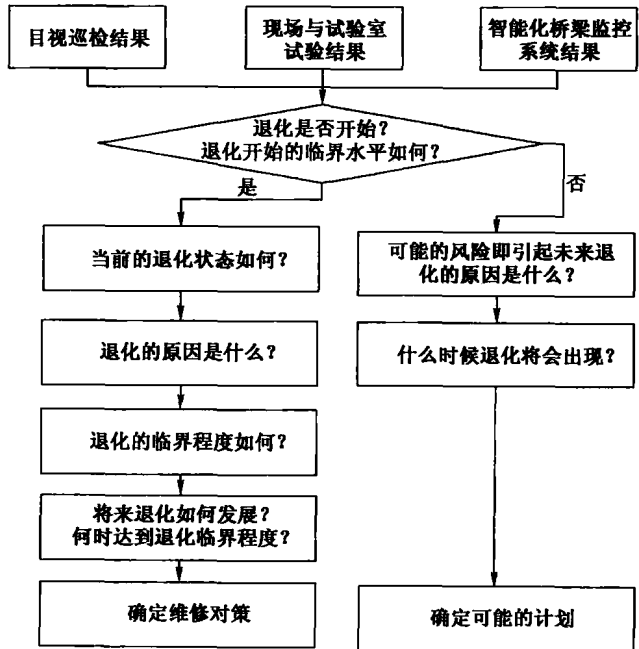 目视巡检结果
现场与试验室
试验结果
智能化桥梁监控
系统结果
退化是否开始？
退化开始的临界水平如何？
是
否
当前的退化状态如何？
可能的风险即引起未来退
化的原因是什么？
退化的原因是什么？
什么时候退化将会出现？
退化的临界程度如何？
将来退化如何发展？
何时达到退化临界程度？
确定维修对策
确定可能的计划